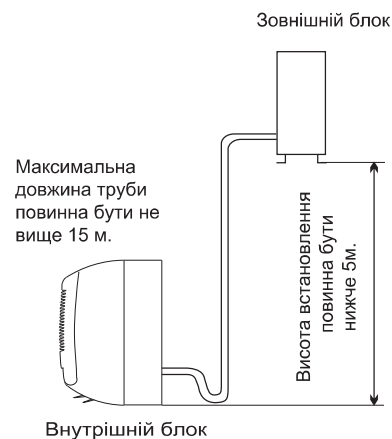 Зовнішній блок
Максимальна
довжина труби
повинна бути не
вище 15 м.
Висота встановлення
повинна бути
нижче 5м.
Внутрішній блок